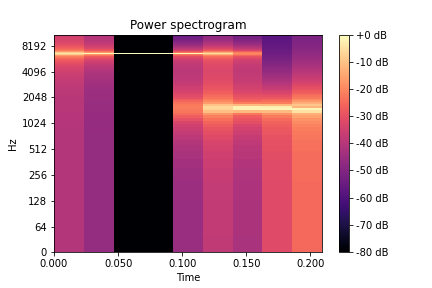 Power spectrogram
Hz
8192
4096
2048
1024
512
256
128
64
0
0.000 0.050 0.100 0.150 0.200
Time
+0 dB
-10 dB
-20 dB
-30 dB
-40 dB
-50 dB
-60 dB
-70 dB
-80 dB